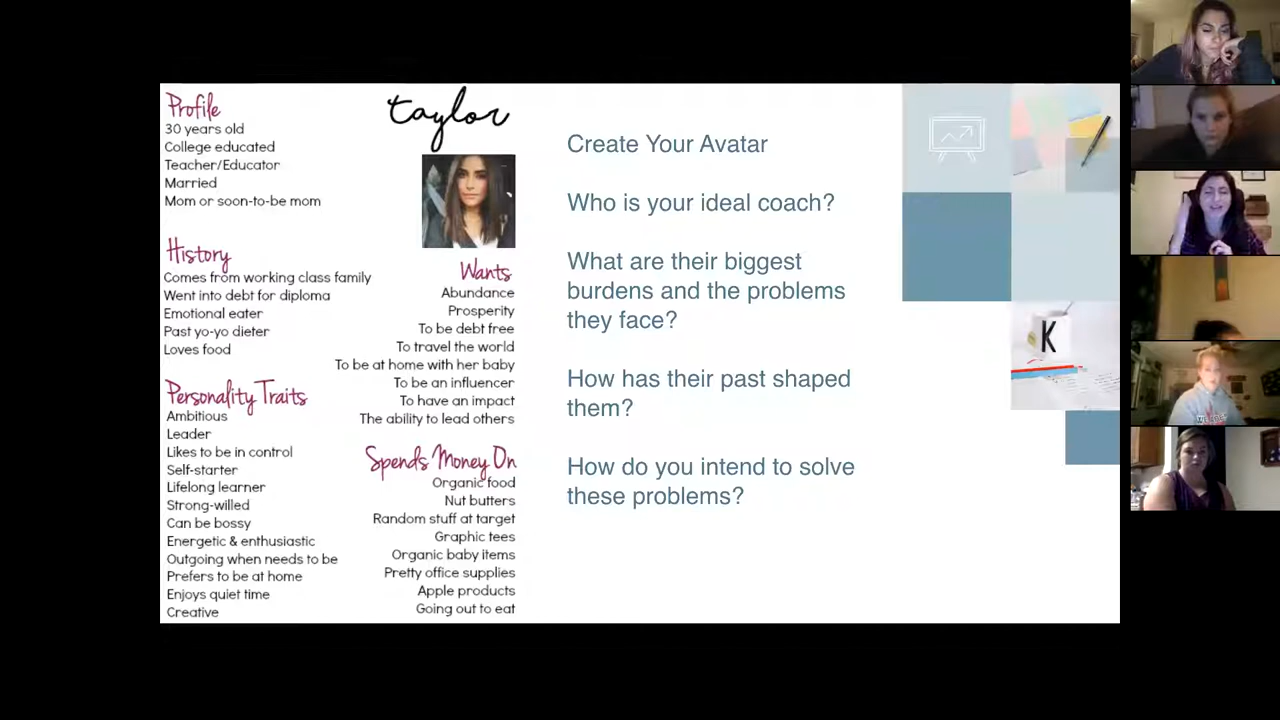 taylor
Profile
30 years old
College educated
Teacher/Educator
Married
Mom or soon-to-be mom
History
Comes from working class family
Went into debt for diploma
Emotional eater
Past yo-yo dieter
Loves food
Personality Traits
Ambitious
Leader
Likes to be in control
Self-starter
Lifelong learner
Strong-willed
Can be bossy
Energetic & enthusiastic
Outgoing when needs to be
Prefers to be at home
Enjoys quiet time
Creative
Wants
Abundance
Prosperity
To be debt free
To travel the world
To be at home with her baby
To be an influencer
To have an impact
The ability to lead others
Spends Money On
Organic food
Nut butters
Random stuff at target
Graphic tees
Organic baby items
Pretty office supplies
Apple products
Going out to eat
Create Your Avatar
Who is your ideal coach?
What are their biggest
burdens and the problems
they face?
How has their past shaped
them?
How do you intend to solve
these problems?
K